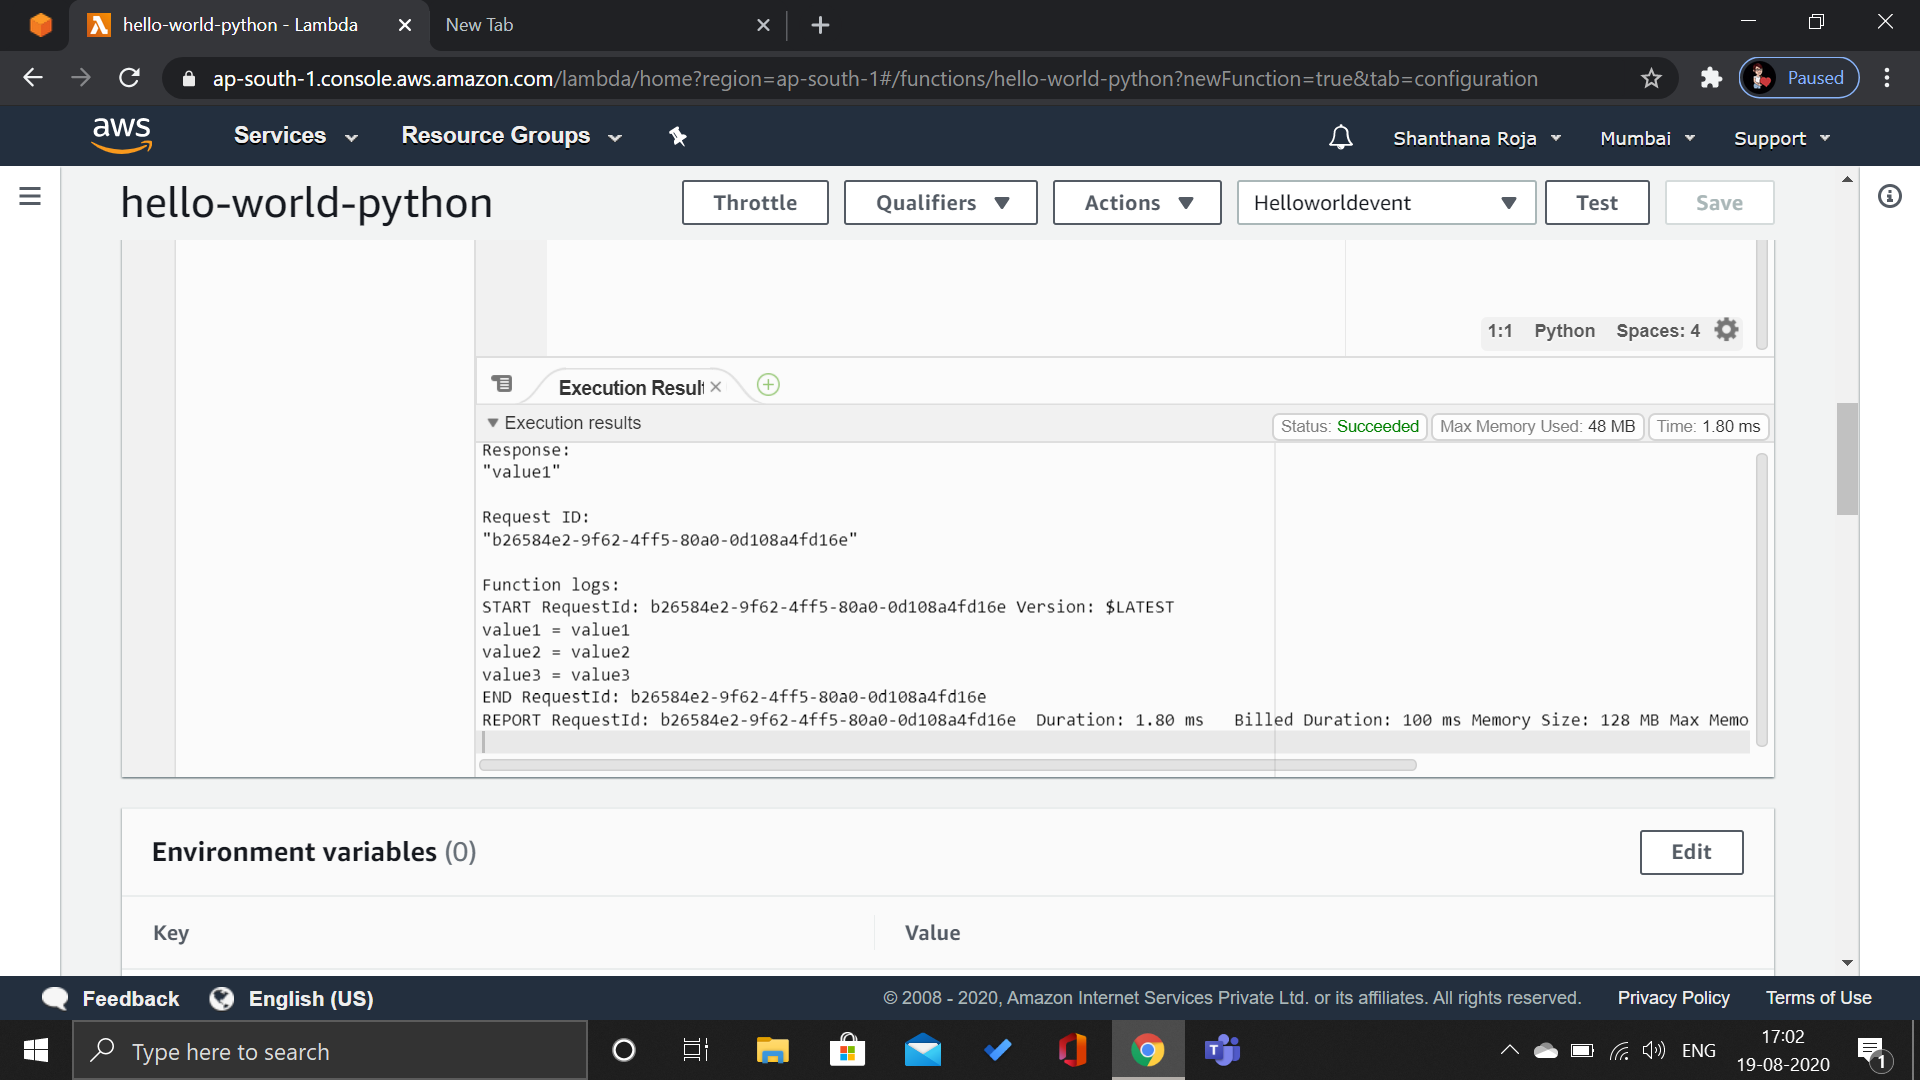 hello-world-python - Lambda
New Tab
ap-south-1.console.aws.amazon.com/lambda/home?region=ap-south-1#/functions/hello-world-python?newFunction=true&tab=configuration
Paused
aws
Services
Resource Groups
Shanthana Roja
Mumbai
Support
hello-world-python
Throttle
Qualifiers
Actions
Helloworldevent
Test
Save
1:1 Python Spaces: 4
Execution Result
Execution results
Status: Succeeded
Max Memory Used: 48 MB
Time: 1.80 ms
Response:
"value1"
Request ID:
"b26584e2-9f62-4ff5-80a0-0d108a4fd16e"
Function logs:
START RequestId: b26584e2-9f62-4ff5-80a0-0d108a4fd16e Version: $LATEST
value1 = value1
value2 = value2
value3 = value3
END RequestId: b26584e2-9f62-4ff5-80a0-0d108a4fd16e
REPORT RequestId: b26584e2-9f62-4ff5-80a0-0d108a4fd16e Duration: 1.80 ms Billed Duration: 100 ms Memory Size: 128 MB Max Memo
Environment variables (0)
Edit
Key
Value
Feedback
English (US)
© 2008 - 2020, Amazon Internet Services Private Ltd. or its affiliates. All rights reserved.
Privacy Policy
Terms of Use
Type here to search
T
ENG
17:02
19-08-2020
1